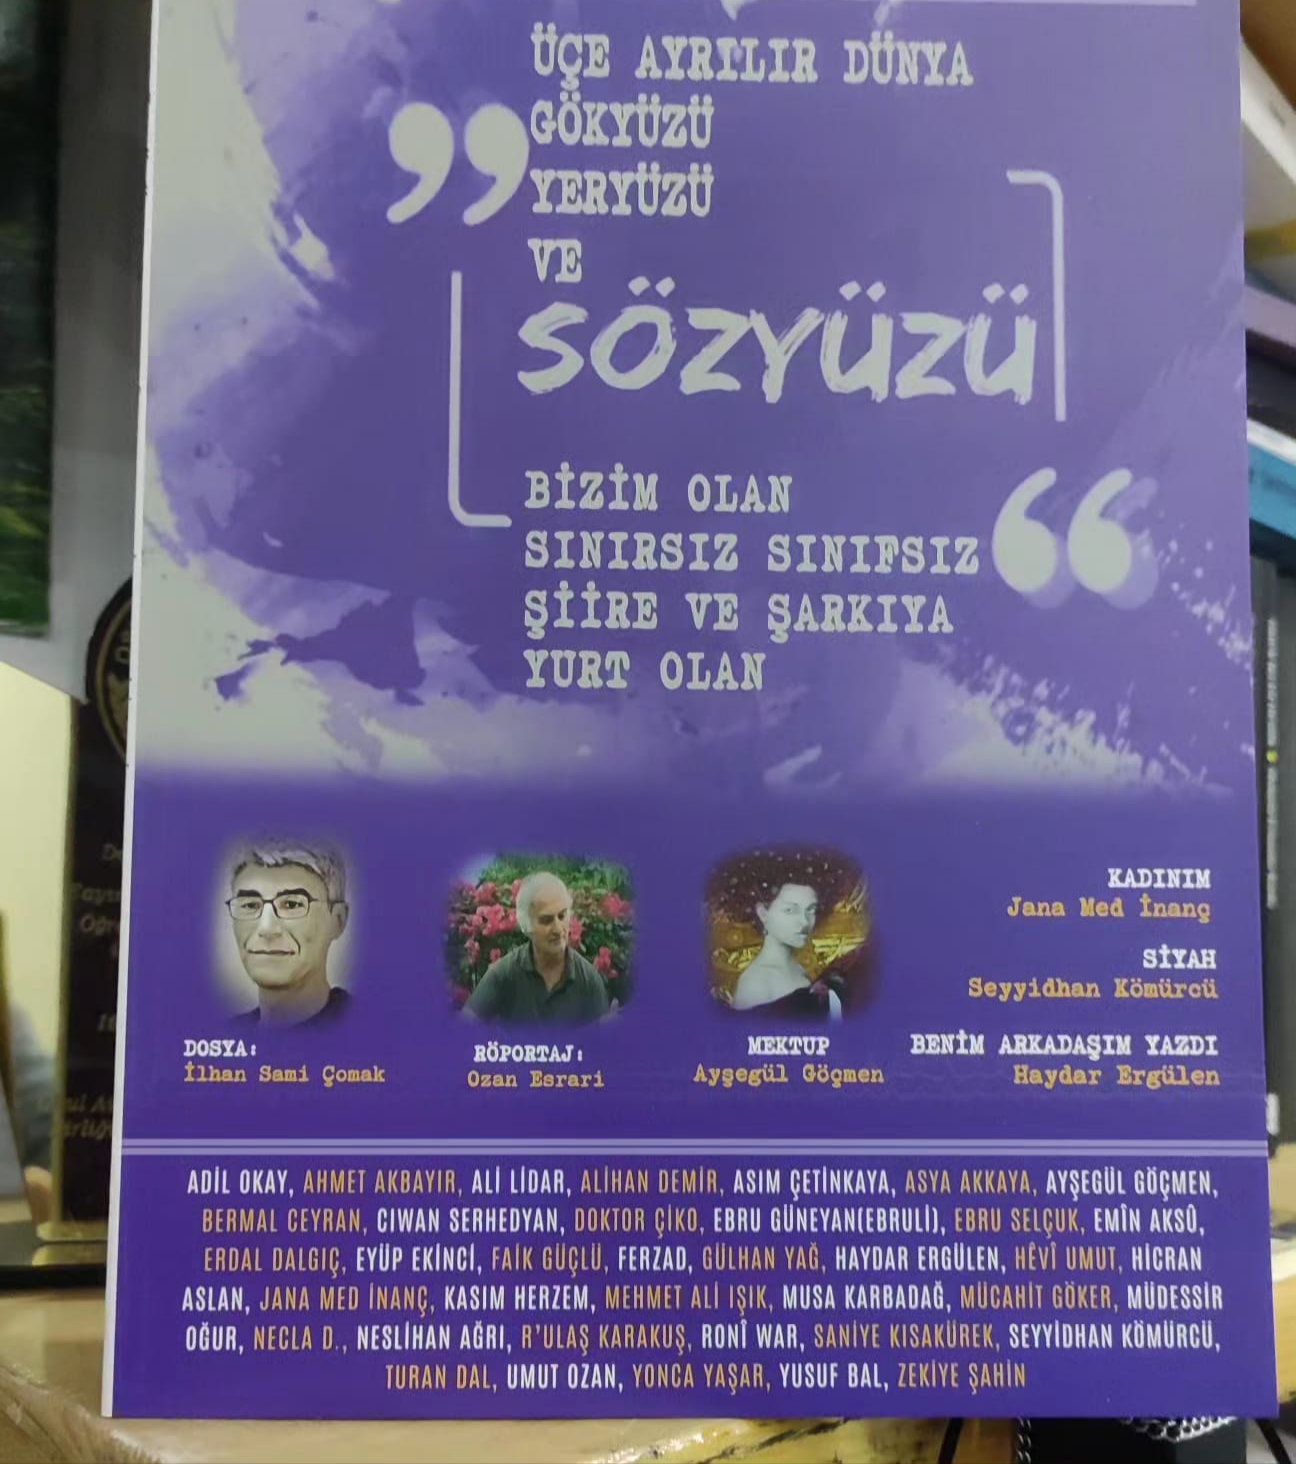 ÜÇE AYRILIR DÜNYA
GÖKYÜZÜ
YERYÜZÜ
VE
SÖZYÜZÜ
BİZİM OLAN
SINIRSIZ SINIFSIZ
ŞİİRE VE ŞARKIYA
YURT OLAN
DOSYA:
İlhan Sami Çomak
RÖPORTAJ:
Ozan Esrari
MEKTUP
Ayşegül Göçmen
KADINIM
Jana Med İnanç
SİYAH
Seyyidhan Kömürcü
BENİM ARKADAŞIM YAZDI
Haydar Ergülen
ADİL OKAY, AHMET AKBAYIR, ALİ LİDAR, ALİHAN DEMİR, ASIM ÇETİNKAYA, ASYA AKKAYA, AYŞEGÜL GÖÇMEN,
BERMAL CEYRAN, CIWAN SERHEDYAN, DOKTOR ÇİKO, EBRU GÜNEYAN(EBRULİ), EBRU SELÇUK, EMÎN AKSÛ,
ERDAL DALGIÇ, EYÜP EKİNCİ, FAİK GÜÇLÜ, FERZAD, GÜLHAN YAĞ, HAYDAR ERGÜLEN, HÊVÎ UMUT, HİCRAN
ASLAN, JANA MED İNANÇ, KASIM HERZEM, MEHMET ALİ IŞIK, MUSA KARBADAĞ, MÜCAHİT GÖKER, MÜDESSİR
OĞUR, NECLA D., NESLİHAN AĞRI, R'ULAŞ KARAKUŞ, RONÎ WAR, SANİYE KISAKÜREK, SEYYİDHAN KÖMÜRCÜ,
TURAN DAL, UMUT OZAN, YONCA YAŞAR, YUSUF BAL, ZEKİYE ŞAHİN